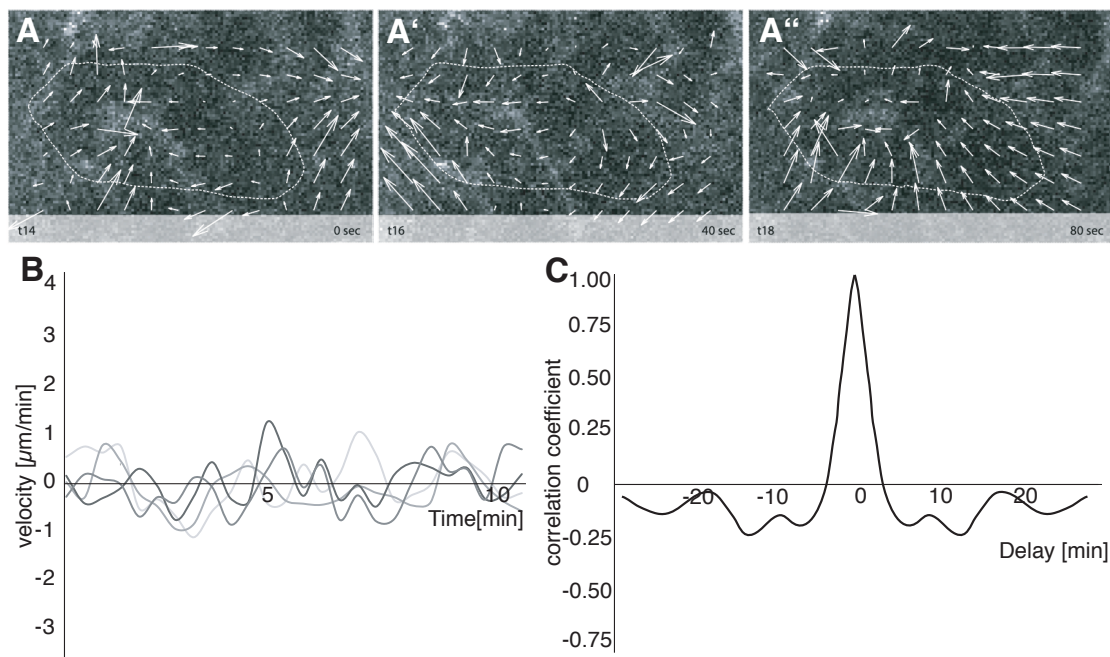 A
A‘
A“
t14
0 sec
t16
40 sec
t18
80 sec
B
C
4
3
2
1
0
-1
-2
-3
velocity [µm/min]
5
10
Time[min]
1.00
0.75
0.50
0.25
0
-0.25
-0.50
-0.75
correlation coefficient
-20
-10
0
10
20
Delay [min]